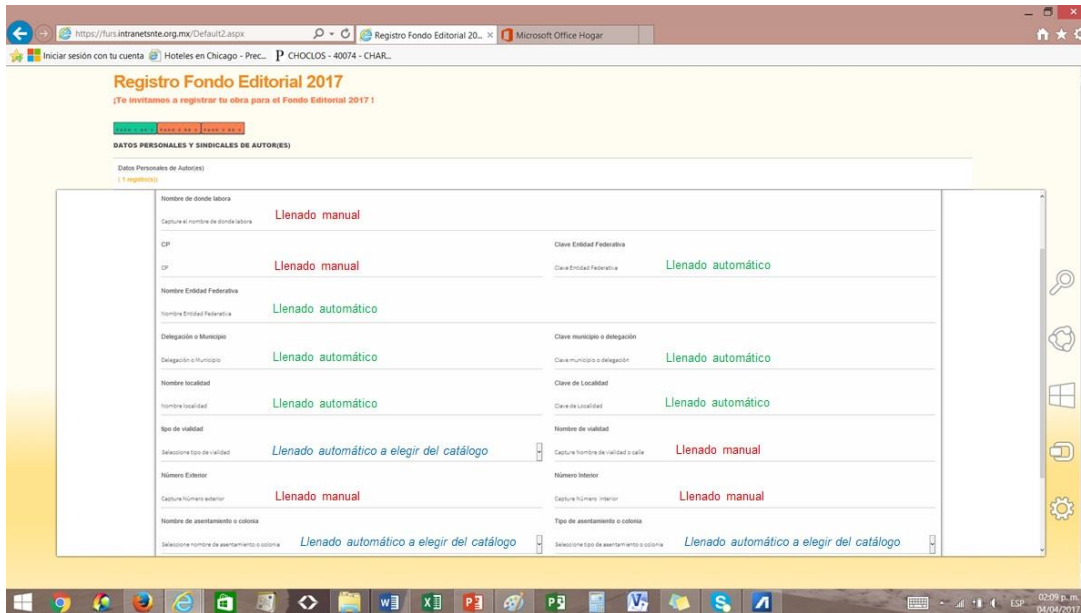 https://furs.intranetsnte.org.mx/Default2.aspx
Registro Fondo Editorial 20...
Microsoft Office Hogar
Iniciar sesión con tu cuenta
Hoteles en Chicago - Prec...
CHOCLOS - 40074 - CHAR...
Registro Fondo Editorial 2017
¡Te invitamos a registrar tu obra para el Fondo Editorial 2017 !
DATOS PERSONALES Y SINDICALES DE AUTOR(ES)
Datos Personales de Autor(es)
( 1 registro(s))
Nombre de donde labora
Capture el nombre de donde labora Llenado manual
CP Clave Entidad Federativa
CP Llenado manual Clave Entidad Federativa Llenado automático
Nombre Entidad Federativa
Nombre Entidad Federativa Llenado automático
Delegación o Municipio Clave municipio o delegación
Delegación o Municipio Llenado automático Clave municipio o delegación Llenado automático
Nombre localidad Clave de Localidad
Nombre localidad Llenado automático Clave de Localidad Llenado automático
tipo de vialidad Nombre de vialidad
Seleccione tipo de vialidad Llenado automático a elegir del catálogo Capture Nombre de vialidad o calle Llenado manual
Número Exterior Número Interior
Capture Número exterior Llenado manual Capture Número interior Llenado manual
Nombre de asentamiento o colonia Tipo de asentamiento o colonia
Seleccione nombre de asentamiento o colonia Llenado automático a elegir del catálogo Seleccione tipo de asentamiento o colonia Llenado automático a elegir del catálogo
ESP
02:09 p.m.